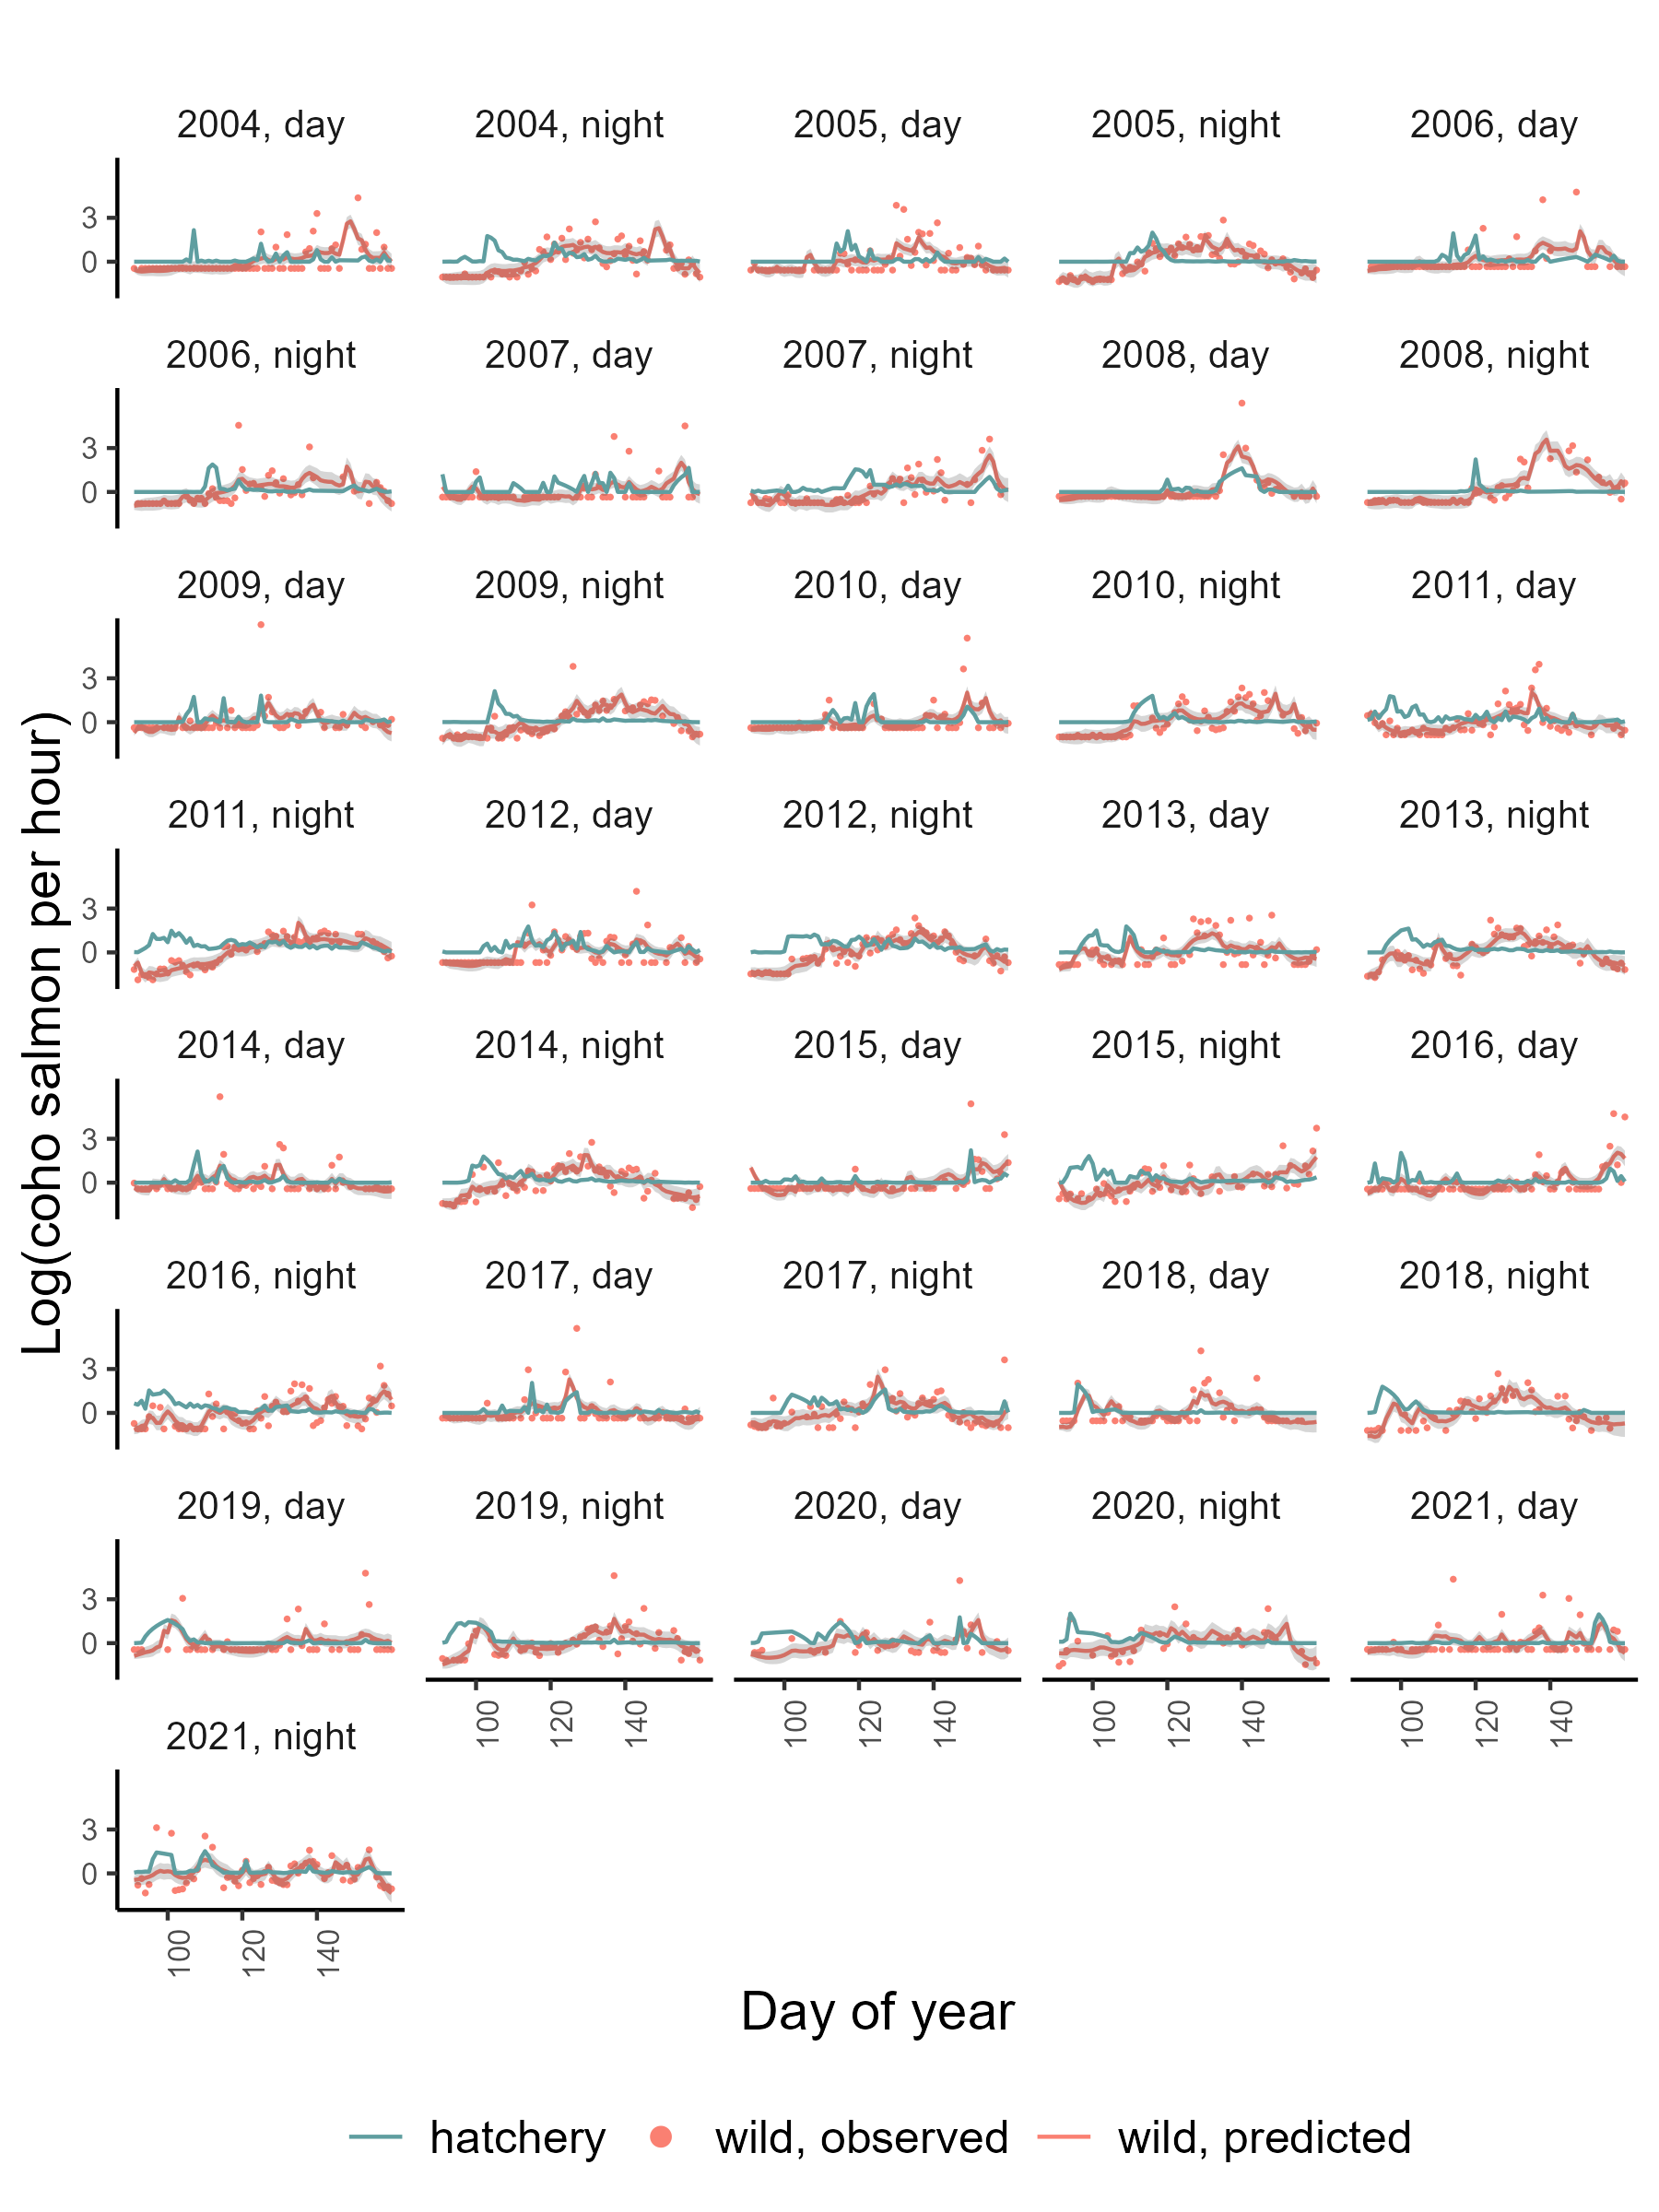 2004, day 2004, night 2005, day 2005, night 2006, day
3
0
2006, night 2007, day 2007, night 2008, day 2008, night
3
0
2009, day 2009, night 2010, day 2010, night 2011, day
3
0
2011, night 2012, day 2012, night 2013, day 2013, night
3
0
2014, day 2014, night 2015, day 2015, night 2016, day
3
0
2016, night 2017, day 2017, night 2018, day 2018, night
3
0
2019, day 2019, night 2020, day 2020, night 2021, day
3
0
100 120 140 100 120 140 100 120 140 100 120 140
2021, night
3
0
100 120 140
Log(coho salmon per hour)
Day of year
hatchery wild, observed wild, predicted